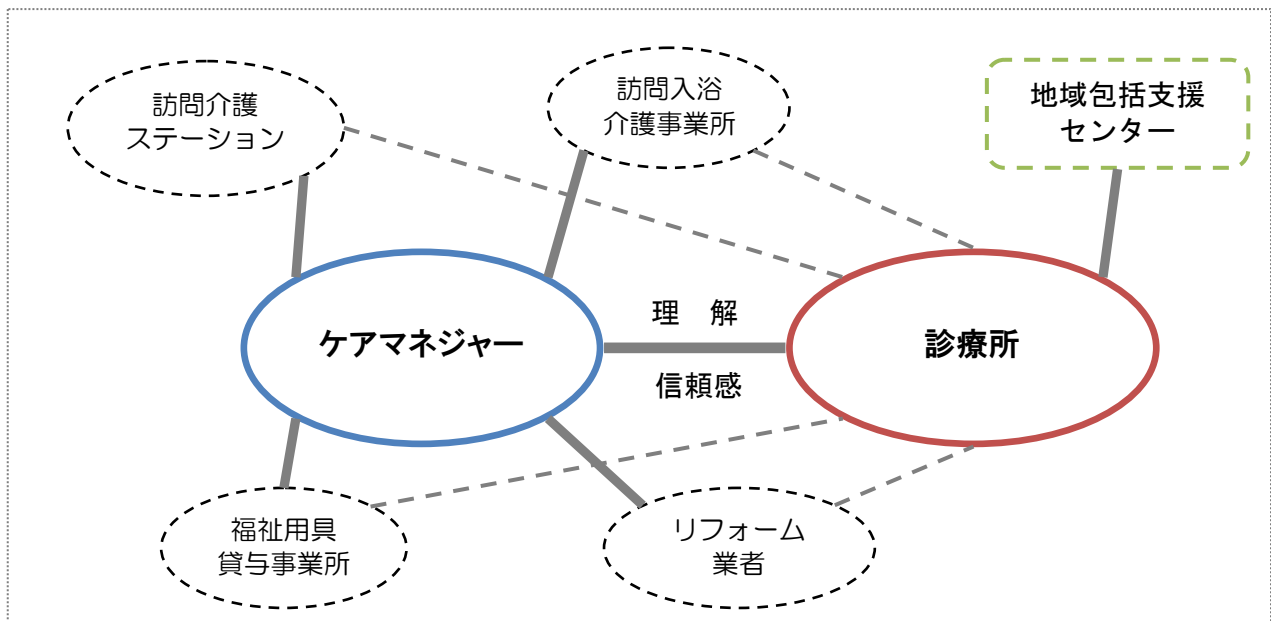 訪問介護
ステーション
訪問入浴
介護事業所
地域包括支援
センター
ケアマネジャー
理　解
信頼感
診療所
福祉用具
貸与事業所
リフォーム
業者